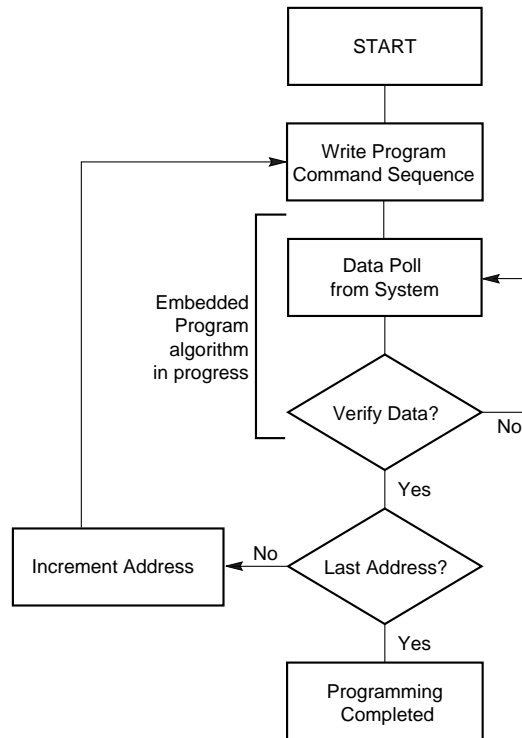 START
Write Program
Command Sequence
Data Poll
from System
Embedded
Program
algorithm
in progress
Verify Data?
No
Yes
Last Address?
No
Increment Address
Yes
Programming
Completed